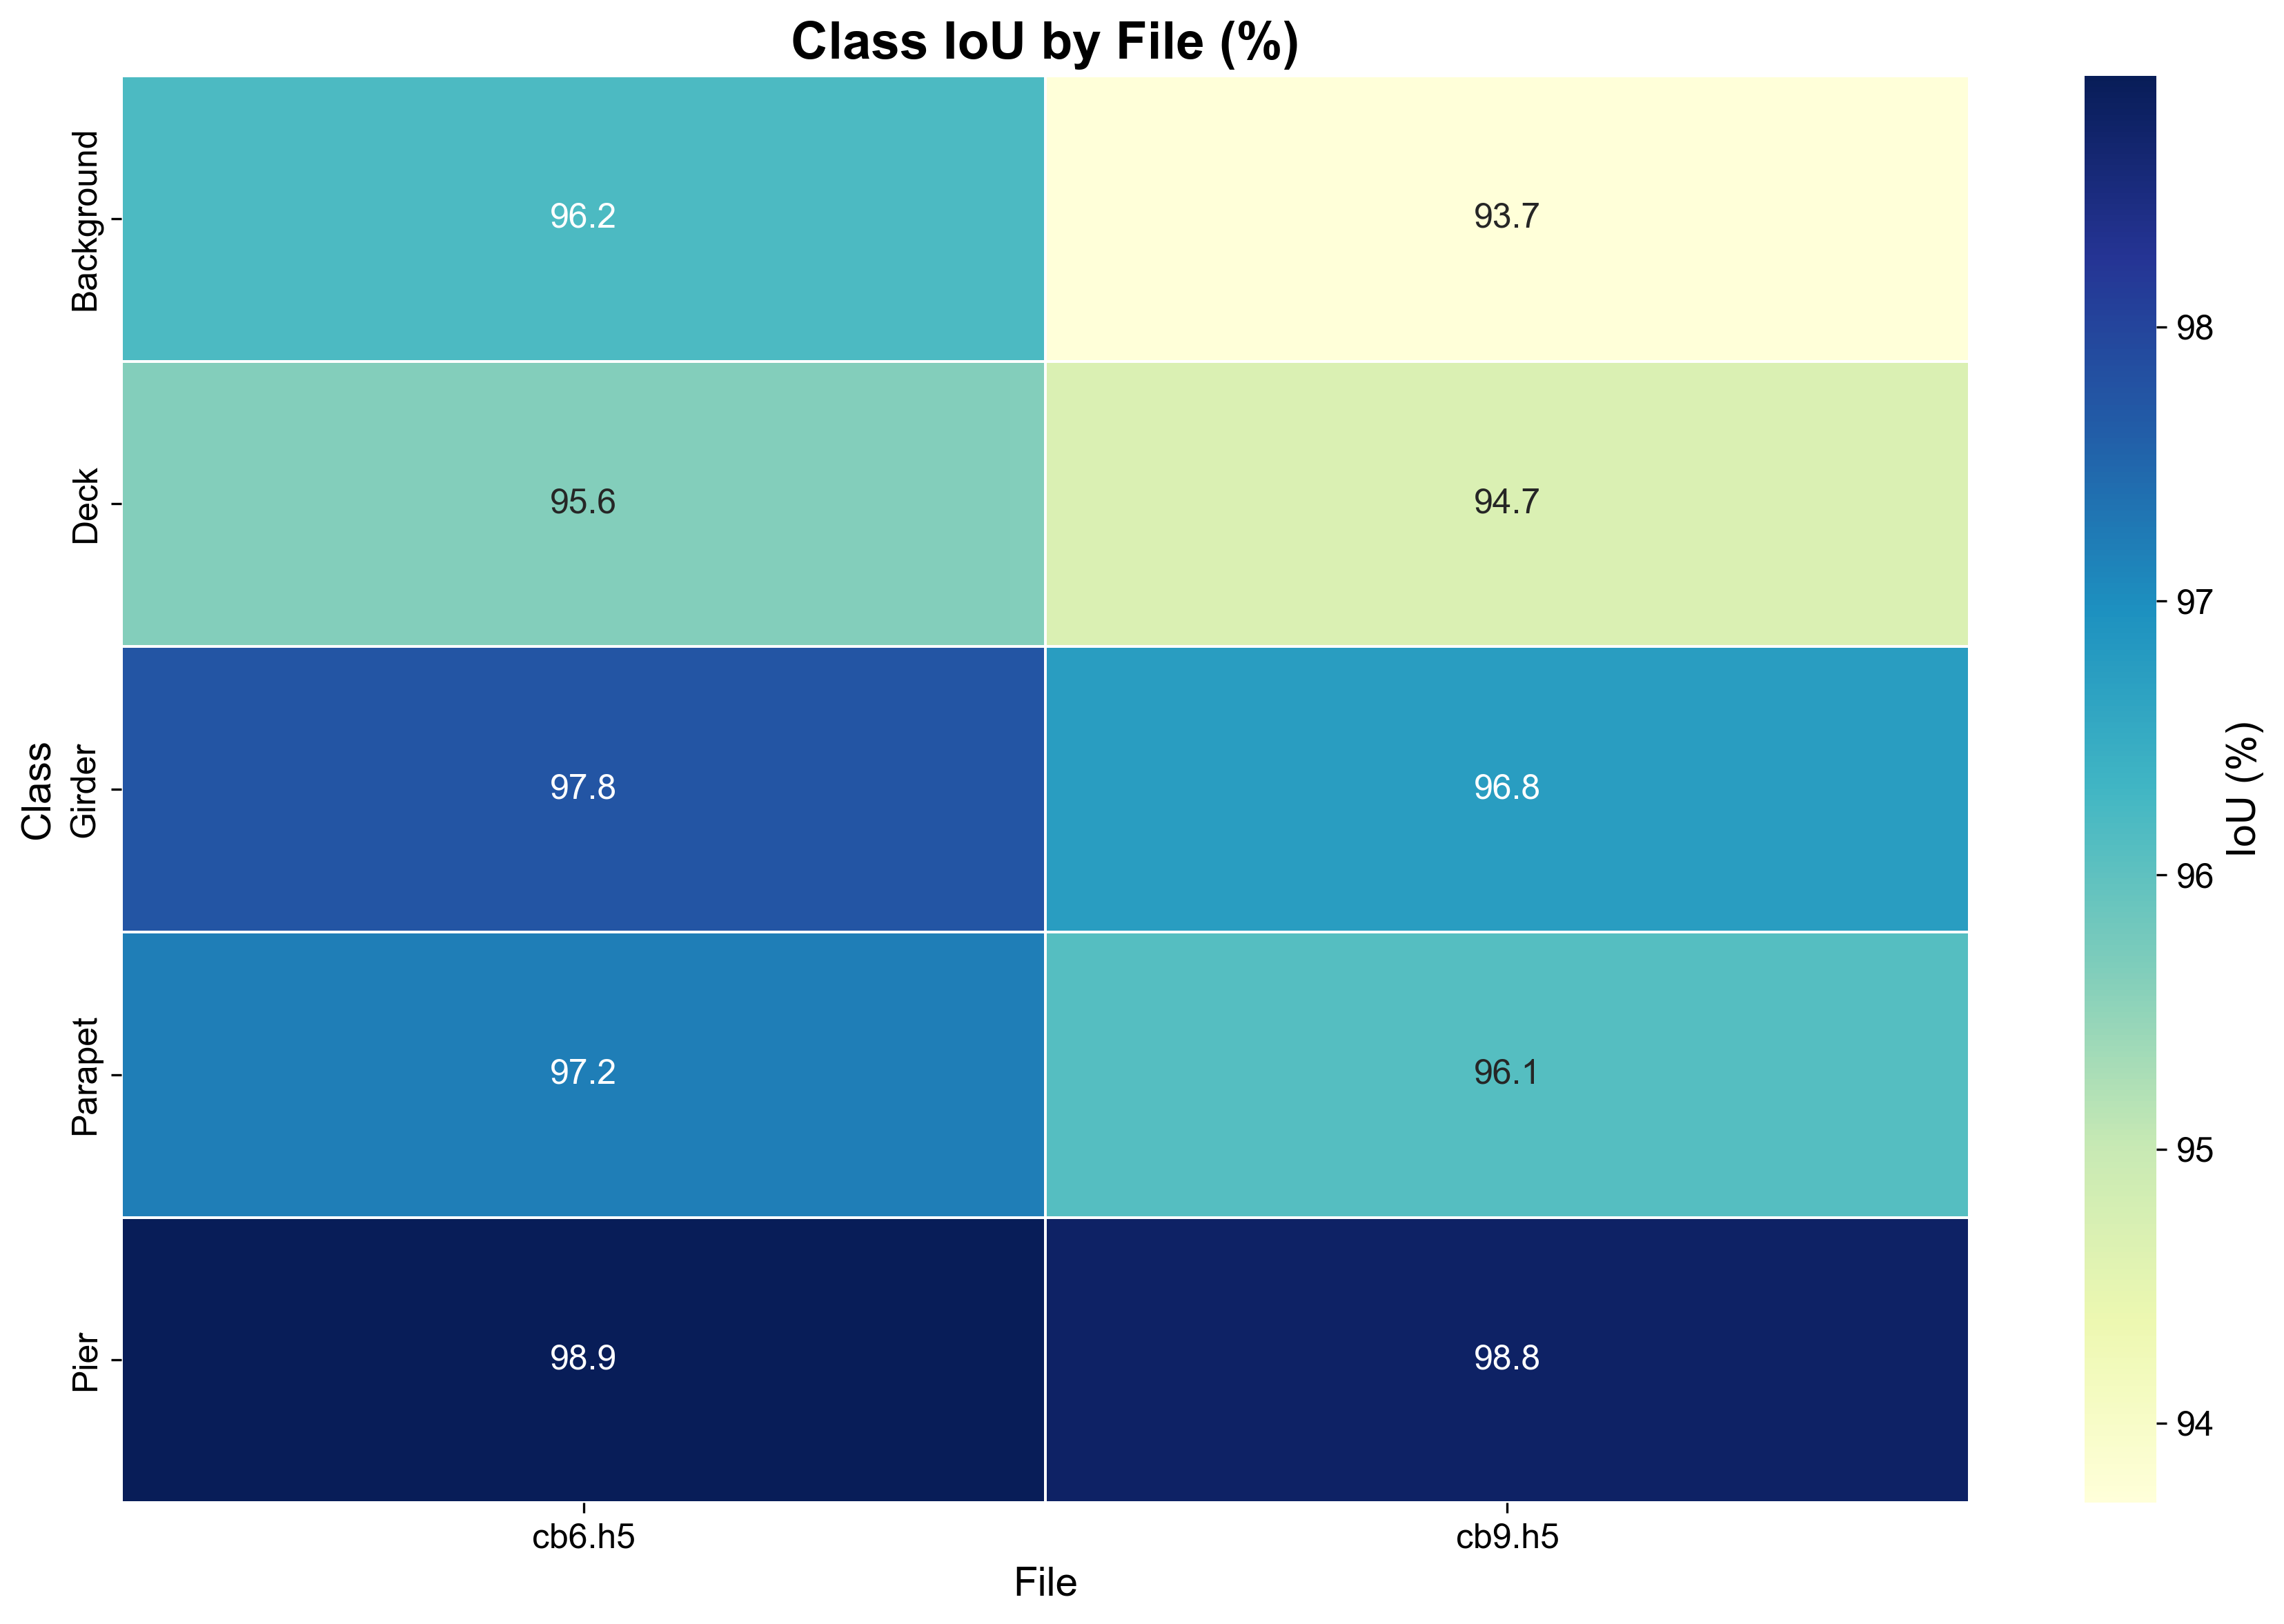 Class IoU by File (%)
Background
96.2
93.7
Deck
95.6
94.7
Class
Girder
97.8
96.8
Parapet
97.2
96.1
Pier
98.9
98.8
cb6.h5
cb9.h5
File
98
97
96
95
94
IoU (%)